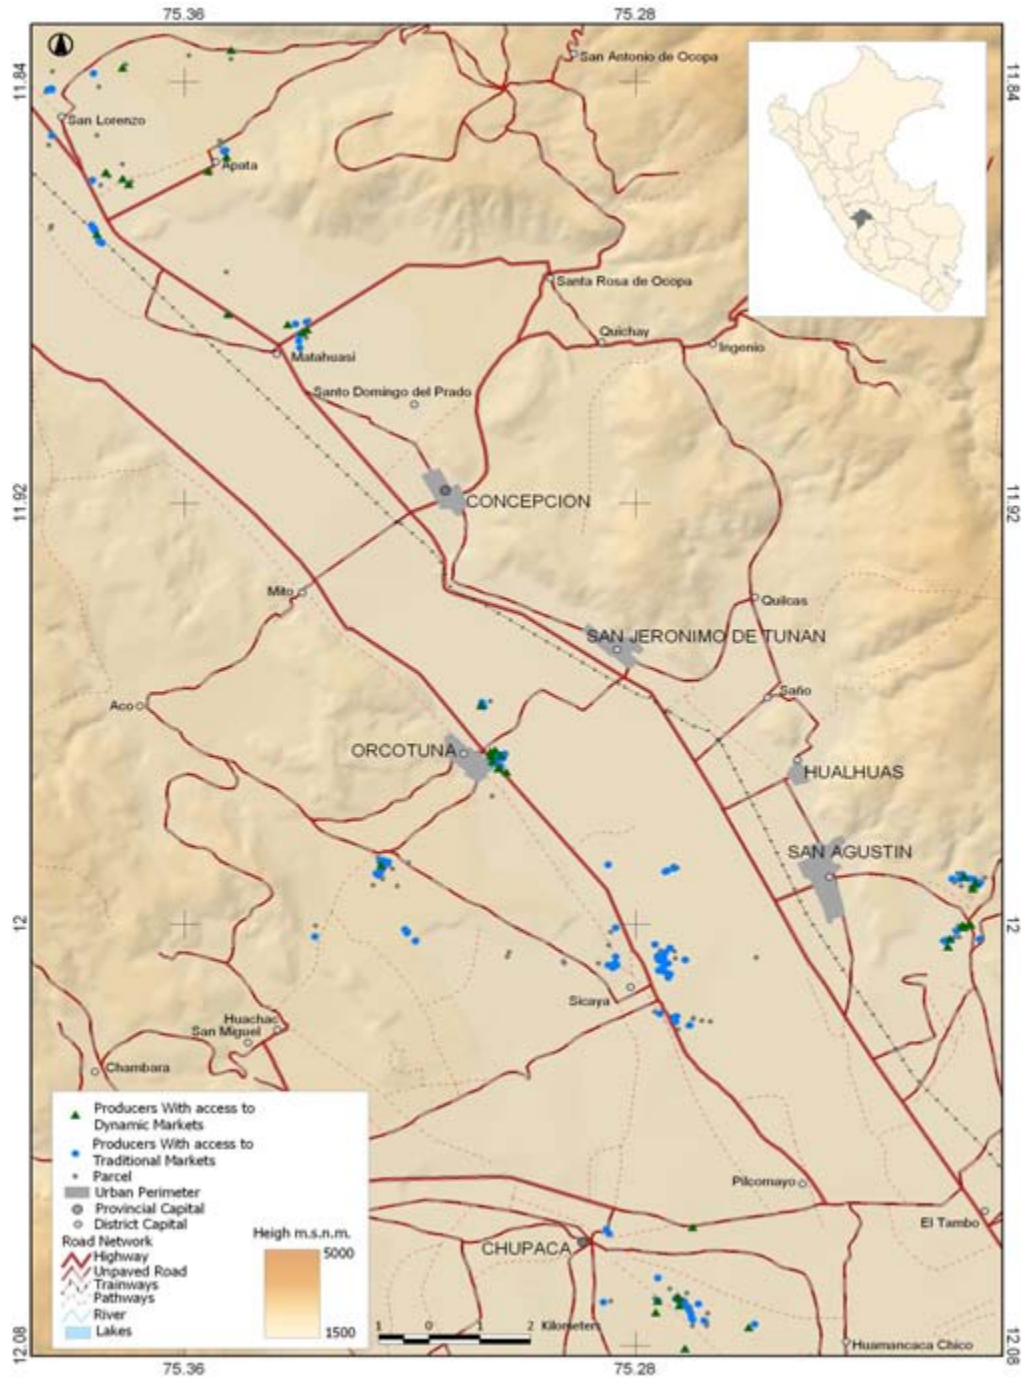 75.36
75.28
11.84
11.84
San Antonio de Ocopa
San Lorenzo
Apata
Santa Rosa de Ocopa
Quichay
Ingenio
Matahuasi
Santo Domingo del Prado
11.92
11.92
CONCEPCION
Mito
Quilcas
SAN JERONIMO DE TUNAN
Saño
Aco
ORCOTUNA
HUALHUAS
SAN AGUSTIN
12
12
Sicaya
Huachac
San Miguel
Chambara
Producers With access to
Dynamic Markets
Producers With access to
Traditional Markets
Parcel
Urban Perimeter
Provincial Capital
District Capital
Road Network
Highway
Unpaved Road
Trainways
Pathways
River
Lakes
Heigh m.s.n.m.
5000
1500
Pilcomayo
El Tambo
CHUPACA
1 0 1 2 Kilometers
Huamancaca Chico
12.08
12.08
75.36
75.28